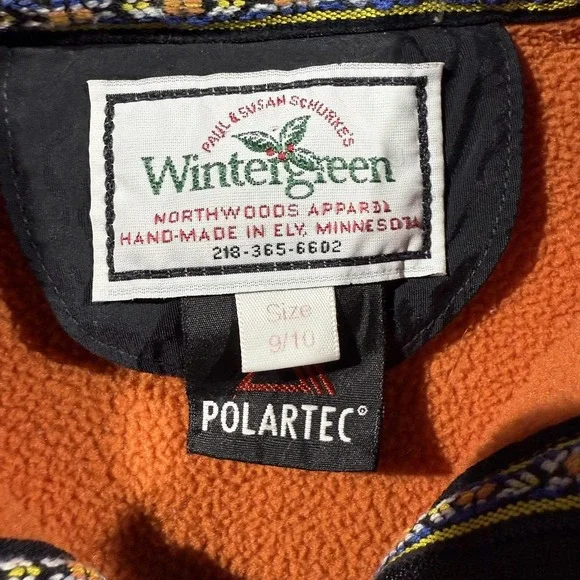 PAUL & SUSAN SCHURKE'S
Wintergreen
NORTHWOODS APPAREL
HAND-MADE IN ELY, MINNESOTA
218-365-6602
Size
9/10
POLARTEC®